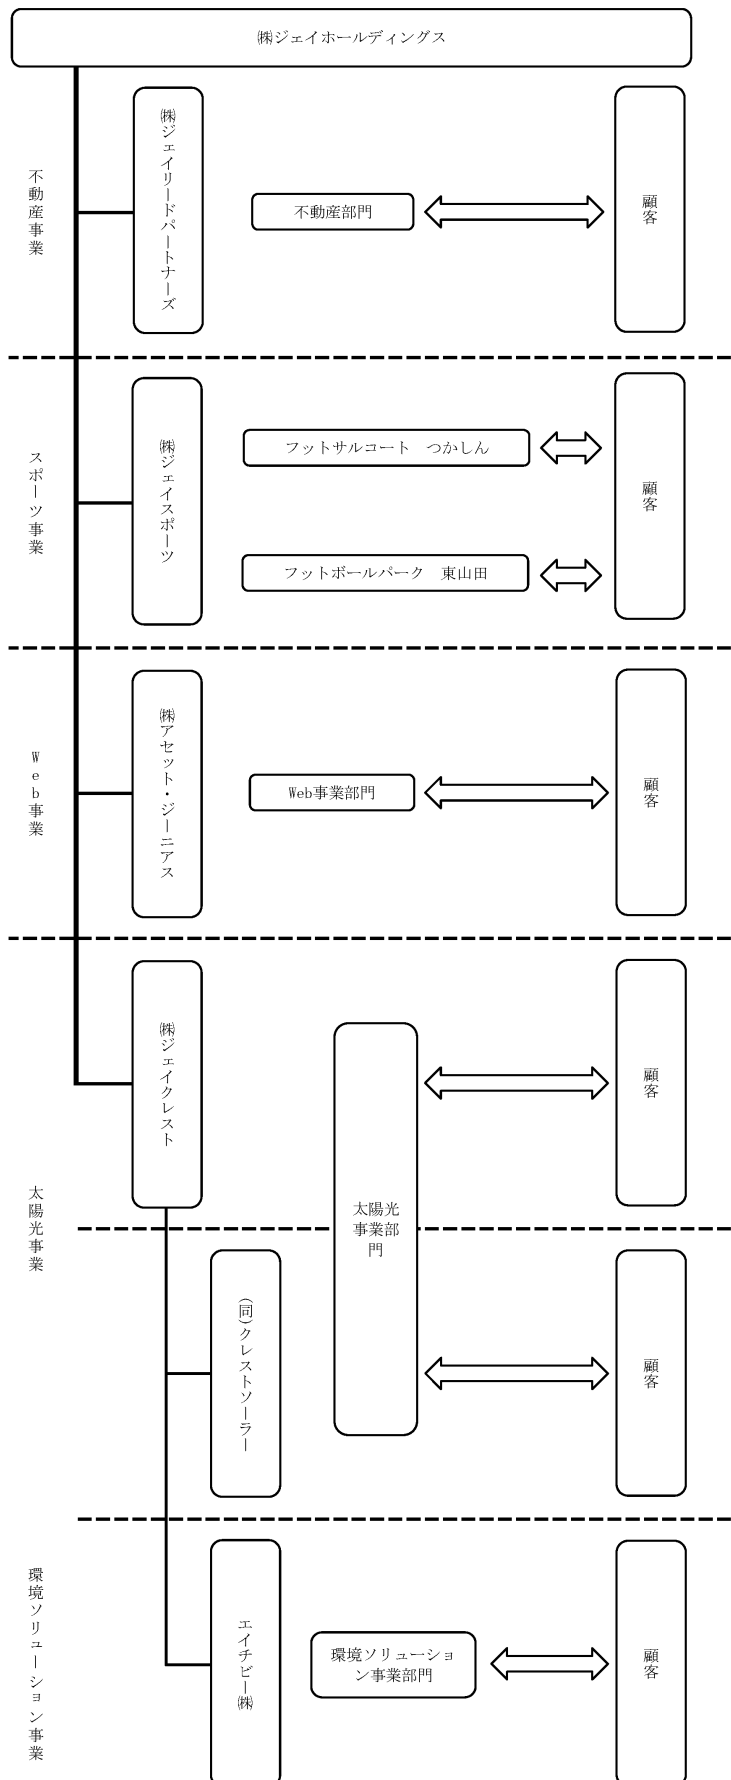 ㈱ジェイホールディングス
不動産事業
㈱ジェイリードパートナーズ
不動産部門
顧客
スポーツ事業
㈱ジェイスポーツ
フットサルコート　つかしん
フットボールパーク　東山田
顧客
Web事業
㈱アセット・ジーニアス
Web事業部門
顧客
太陽光事業
㈱ジェイクレスト
太陽光
事業部
門
顧客
(同)クレストソーラー
顧客
環境ソリューション事業
エイチビー㈱
環境ソリューショ
ン事業部門
顧客